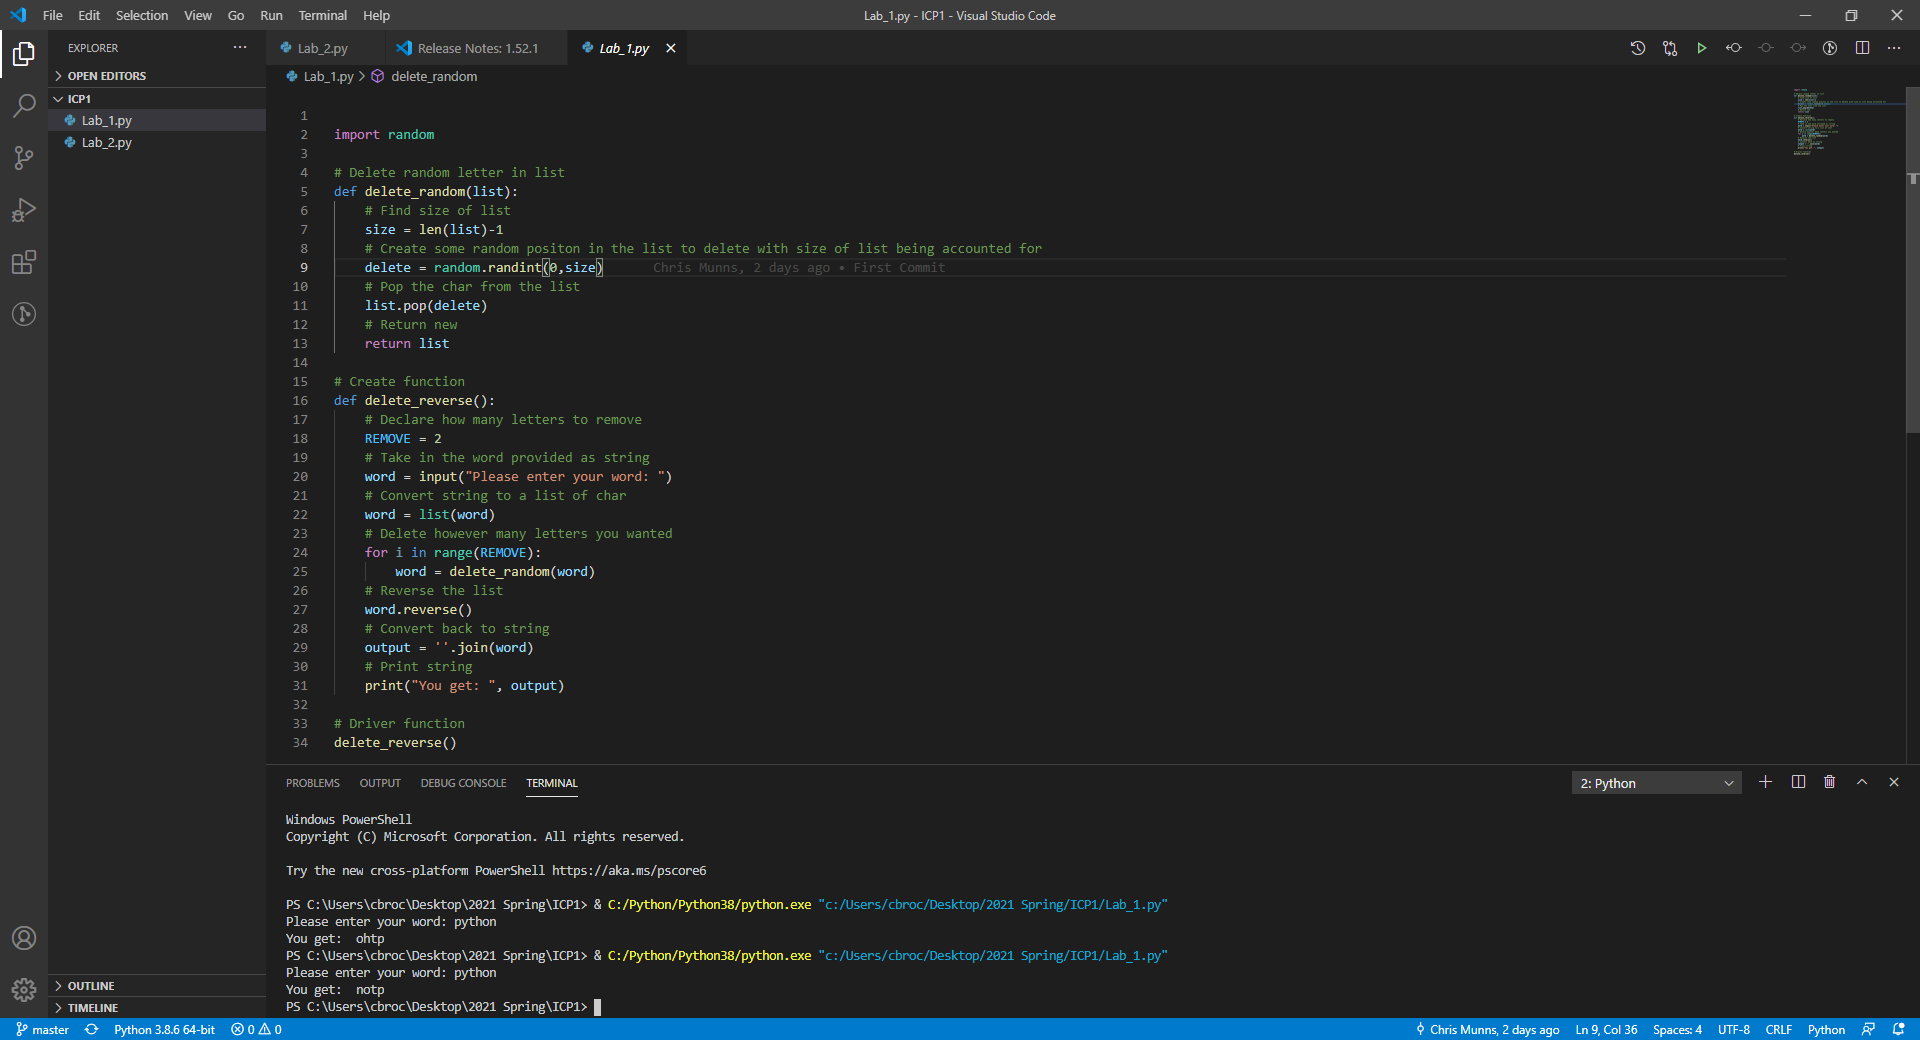 File Edit Selection View Go Run Terminal Help
Lab_1.py - ICP1 - Visual Studio Code
EXPLORER
OPEN EDITORS
ICP1
Lab_1.py
Lab_2.py
OUTLINE
TIMELINE
Lab_2.py Release Notes: 1.52.1 Lab_1.py
Lab_1.py > delete_random
1
2 import random
3
4 # Delete random letter in list
5 def delete_random(list):
6 # Find size of list
7 size = len(list)-1
8 # Create some random positon in the list to delete with size of list being accounted for
9 delete = random.randint(0,size) Chris Munns, 2 days ago • First Commit
10 # Pop the char from the list
11 list.pop(delete)
12 # Return new
13 return list
14
15 # Create function
16 def delete_reverse():
17 # Declare how many letters to remove
18 REMOVE = 2
19 # Take in the word provided as string
20 word = input("Please enter your word: ")
21 # Convert string to a list of char
22 word = list(word)
23 # Delete however many letters you wanted
24 for i in range(REMOVE):
25 word = delete_random(word)
26 # Reverse the list
27 word.reverse()
28 # Convert back to string
29 output = ''.join(word)
30 # Print string
31 print("You get: ", output)
32
33 # Driver function
34 delete_reverse()
PROBLEMS OUTPUT DEBUG CONSOLE TERMINAL
2: Python
Windows PowerShell
Copyright (C) Microsoft Corporation. All rights reserved.
Try the new cross-platform PowerShell https://aka.ms/pscore6
PS C:\Users\cbroc\Desktop\2021 Spring\ICP1> & C:/Python/Python38/python.exe "c:/Users/cbroc/Desktop/2021 Spring/ICP1/Lab_1.py"
Please enter your word: python
You get:  ohtp
PS C:\Users\cbroc\Desktop\2021 Spring\ICP1> & C:/Python/Python38/python.exe "c:/Users/cbroc/Desktop/2021 Spring/ICP1/Lab_1.py"
Please enter your word: python
You get:  notp
PS C:\Users\cbroc\Desktop\2021 Spring\ICP1>
master Python 3.8.6 64-bit 0 0
Chris Munns, 2 days ago Ln 9, Col 36 Spaces: 4 UTF-8 CRLF Python